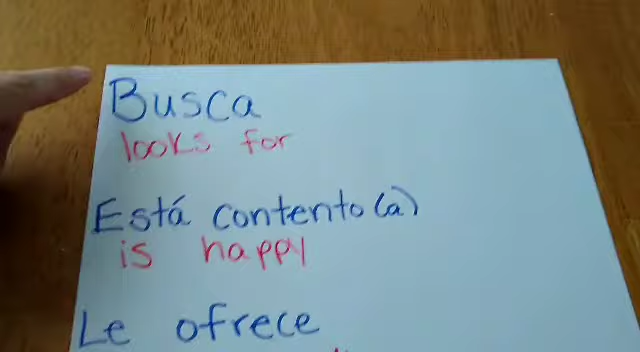 Busca
looks for
Está contento(a)
is happy
Le ofrece